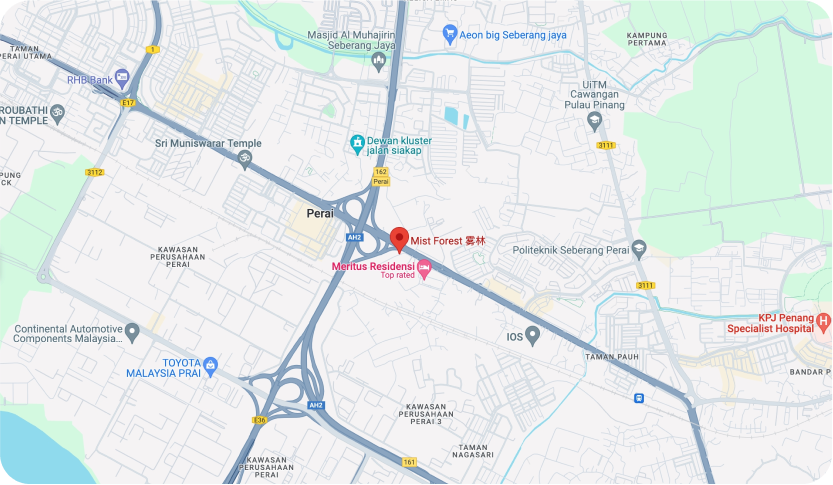 Masjid Al Muhajirin
Seberang Jaya
Aeon big Seberang jaya
KAMPUNG
PERTAMA
TAMAN
PERAI UTAMA
1
RHB Bank
E17
UiTM
Cawangan
Pulau Pinang
ROUBATHI
N TEMPLE
Sri Muniswarar Temple
Dewan kluster
jalan siakap
3111
3112
162
Perai
Perai
AH2
Mist Forest 雾林
KAWASAN
PERUSAHAAN
PERAI
Politeknik Seberang Perai
Meritus Residensi
Top rated
3111
Continental Automotive
Components Malaysia...
KPJ Penang
Specialist Hospital
IOS
TAMAN PAUH
TOYOTA
MALAYSIA PRAI
BANDAR P
AH2
E36
KAWASAN
PERUSAHAAN
PERAI 3
TAMAN
NAGASARI
161
KAWASAN
PERUSAHAAN
PERAI